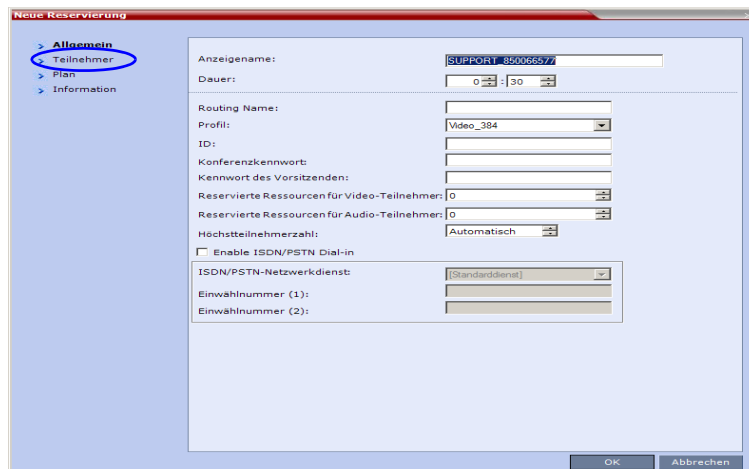 Neue Reservierung
Allgemein
Teilnehmer
Plan
Information
Anzeigename: SUPPORT_850066577
Dauer: 0 : 30
Routing Name:
Profil: Video_384
ID:
Konferenzkennwort:
Kennwort des Vorsitzenden:
Reservierte Ressourcen für Video-Teilnehmer: 0
Reservierte Ressourcen für Audio-Teilnehmer: 0
Höchstteilnehmerzahl: Automatisch
Enable ISDN/PSTN Dial-in
ISDN/PSTN-Netzwerkdienst: [Standarddienst]
Einwählnummer (1):
Einwählnummer (2):
OK Abbrechen